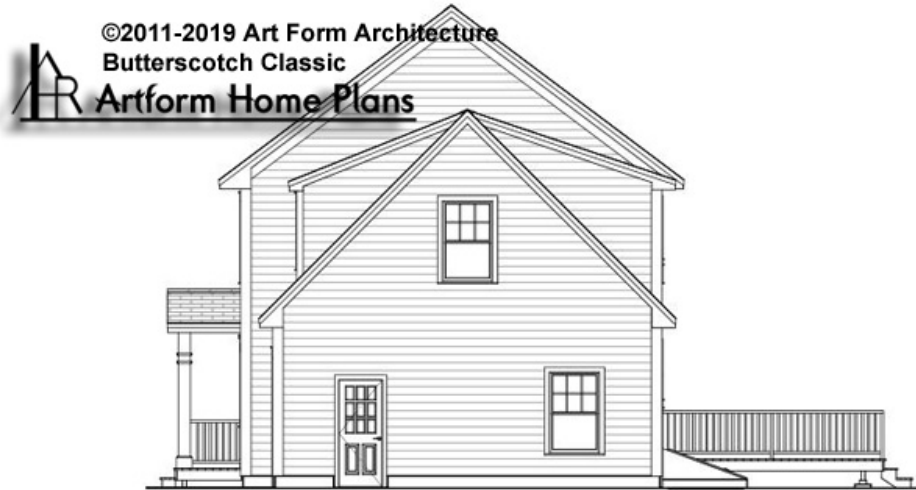 ©2011-2019 Art Form Architecture
Butterscotch Classic
Artform Home Plans